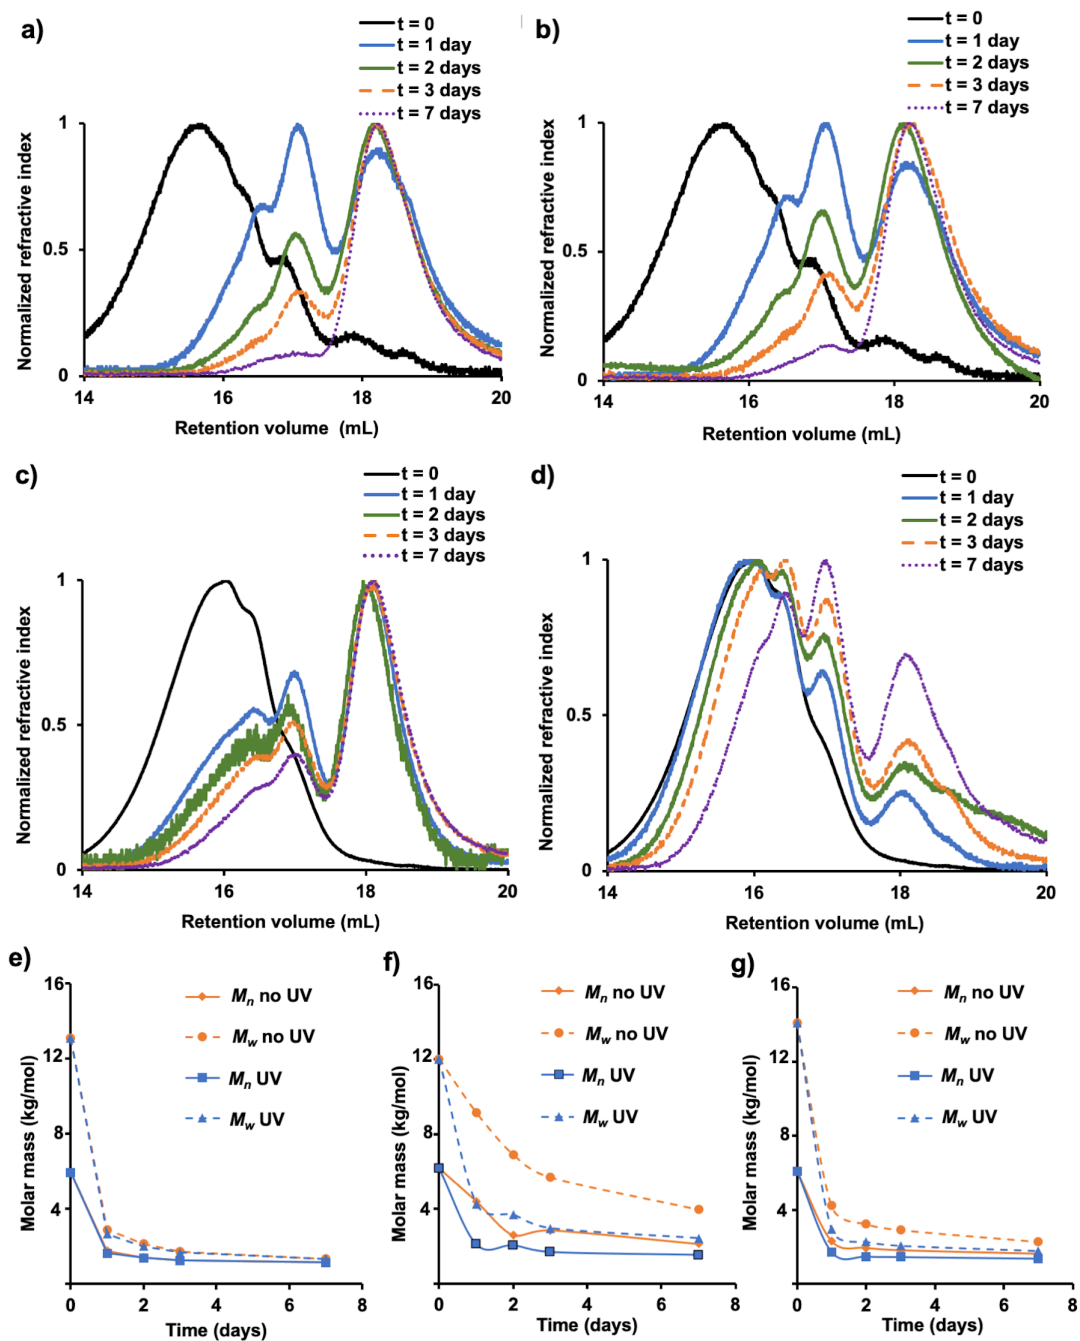 a)
t = 0
t = 1 day
t = 2 days
t = 3 days
t = 7 days
1
0.5
0
Normalized refractive index
14
16
18
20
Retention volume (mL)
b)
t = 0
t = 1 day
t = 2 days
t = 3 days
t = 7 days
1
0.5
0
Normalized refractive index
14
16
18
20
Retention volume (mL)
c)
t = 0
t = 1 day
t = 2 days
t = 3 days
t = 7 days
1
0.5
0
Normalized refractive index
14
16
18
20
Retention volume (mL)
d)
t = 0
t = 1 day
t = 2 days
t = 3 days
t = 7 days
1
0.5
0
Normalized refractive index
14
16
18
20
Retention volume (mL)
e)
16
12
8
4
Molar mass (kg/mol)
Mn no UV
Mw no UV
Mn UV
Mw UV
0
2
4
6
8
Time (days)
f)
16
12
8
4
Molar mass (kg/mol)
Mn no UV
Mw no UV
Mn UV
Mw UV
0
2
4
6
8
Time (days)
g)
16
12
8
4
Molar mass (kg/mol)
Mn no UV
Mw no UV
Mn UV
Mw UV
0
2
4
6
8
Time (days)